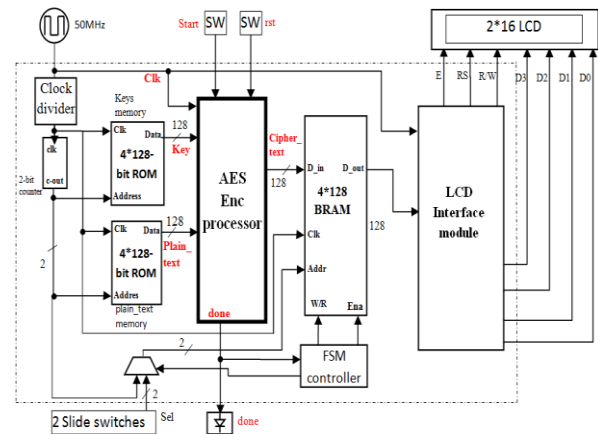 50MHz
Start
SW
SW
rst
2*16 LCD
E
RS
R/W
D3
D2
D1
D0
Clk
Clock
divider
Keys
memory
Clk
Data
128
4*128-
bit ROM
Key
Address
clk
c-out
2-bit
counter
AES
Enc
processor
Cipher_
text
128
D_in
D_out
4*128
BRAM
128
Clk
Addr
W/R
Ena
LCD
Interface
module
Clk
Data
128
4*128-
bit ROM
Plain_
text
Addres
plain_text
memory
2
done
2
FSM
controller
2
Sel
2 Slide switches
done